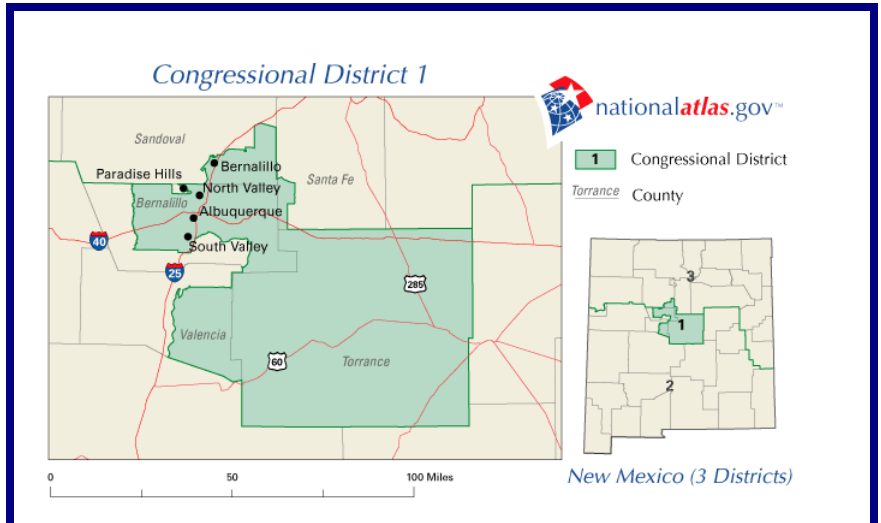 Congressional District 1
nationalatlas.gov™
Sandoval
Bernalillo
Paradise Hills
North Valley
Santa Fe
Bernalillo
Albuquerque
South Valley
40
25
285
Valencia
60
Torrance
1 Congressional District
Torrance County
3
1
2
0 50 100 Miles
New Mexico (3 Districts)